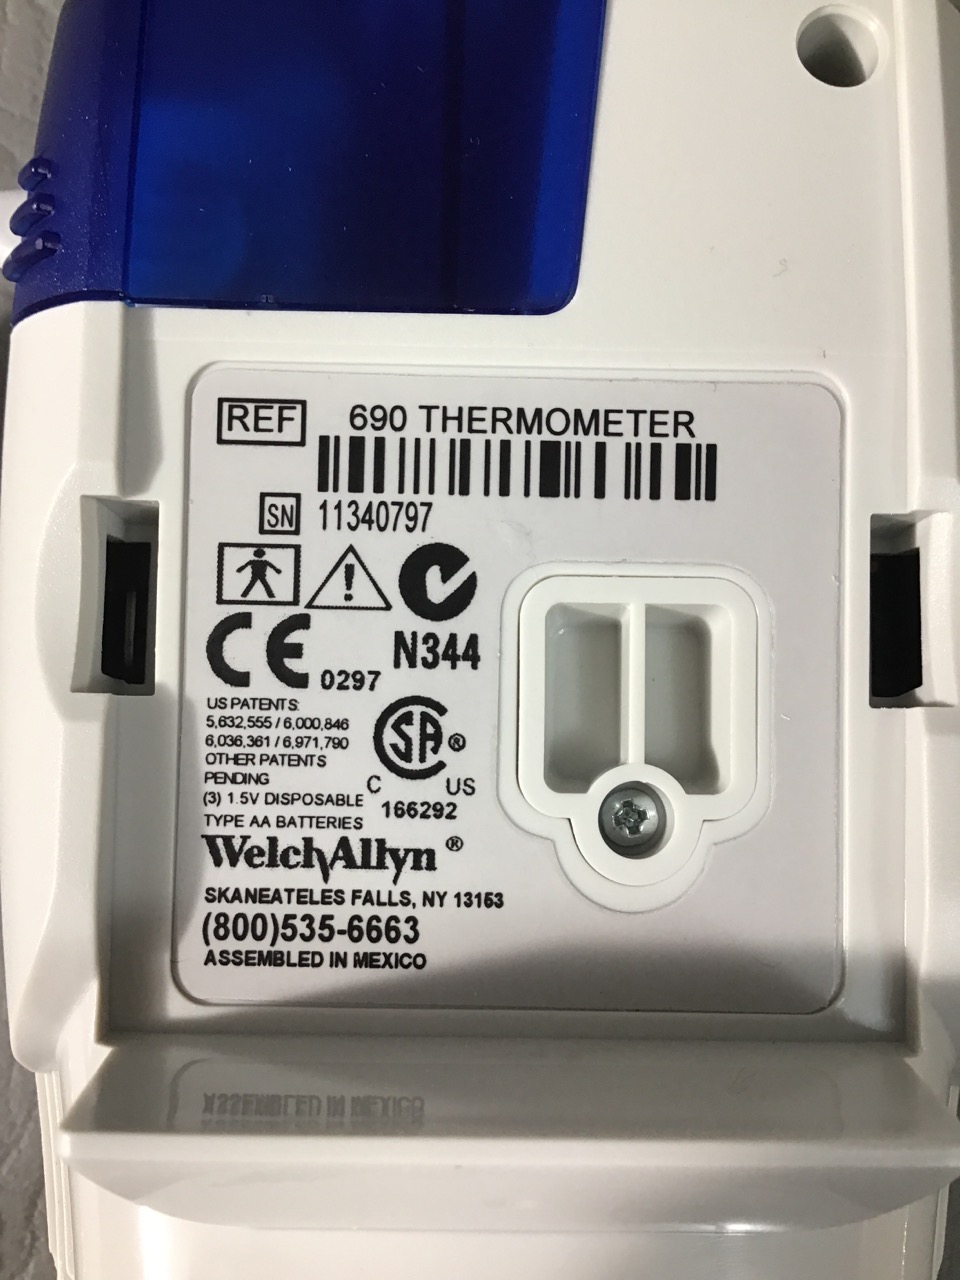 REF 690 THERMOMETER
SN 11340797
CE 0297
N344
US PATENTS:
5,632,555 / 6,000,846
6,036,361 / 6,971,790
OTHER PATENTS
PENDING
(3) 1.5V DISPOSABLE
TYPE AA BATTERIES
SA®
C US
166292
WelchAllyn®
SKANEATELES FALLS, NY 13153
(800)535-6663
ASSEMBLED IN MEXICO